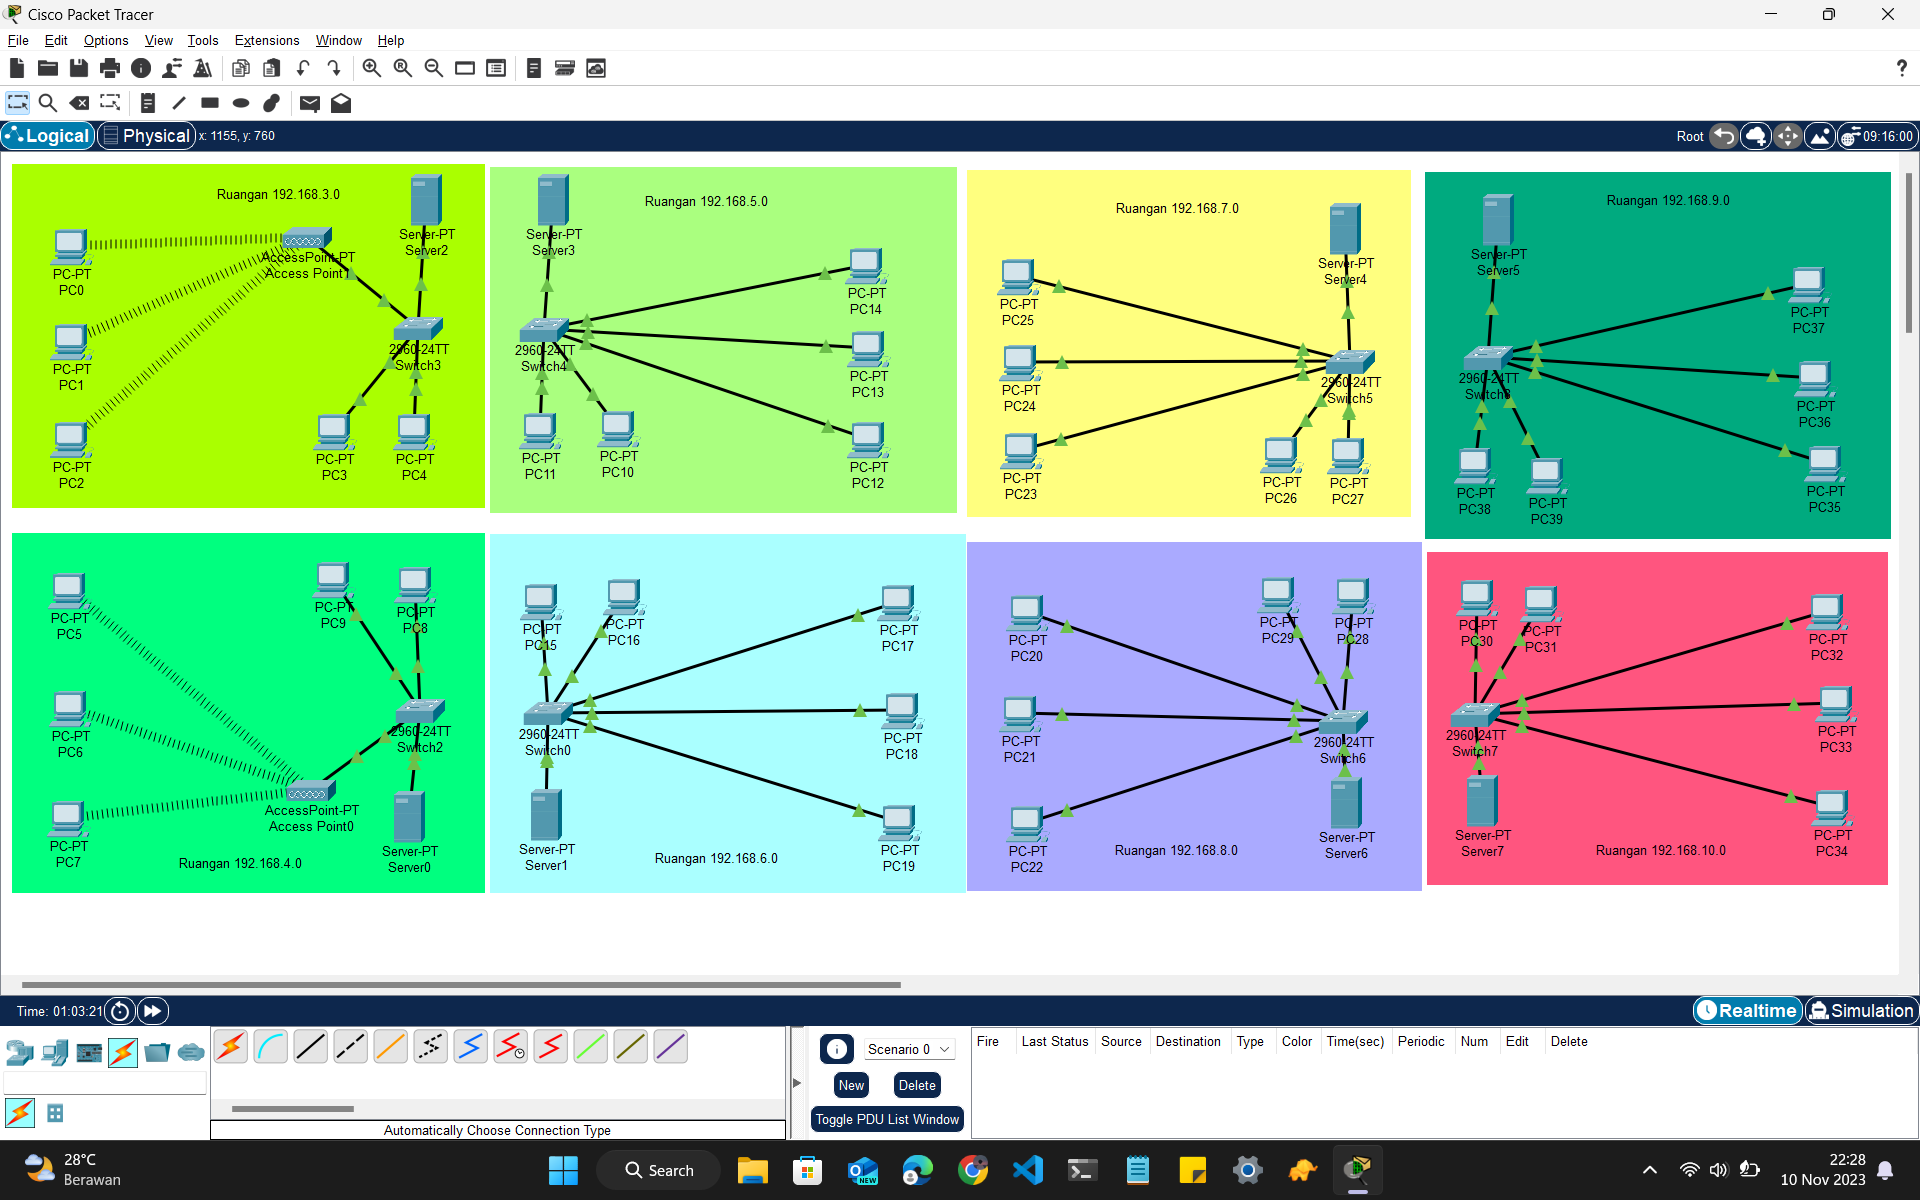 Cisco Packet Tracer
File Edit Options View Tools Extensions Window Help
?
Logical Physical x: 1155, y: 760
Root 09:16:00
Ruangan 192.168.3.0
Server-PT
Server2
AccessPoint-PT
Access Point1
PC-PT
PC0
PC-PT
PC1
PC-PT
PC2
2960-24TT
Switch3
PC-PT
PC3
PC-PT
PC4
Ruangan 192.168.5.0
Server-PT
Server3
2960-24TT
Switch4
PC-PT
PC14
PC-PT
PC13
PC-PT
PC12
PC-PT
PC11
PC-PT
PC10
Ruangan 192.168.7.0
Server-PT
Server4
PC-PT
PC25
PC-PT
PC24
PC-PT
PC23
2960-24TT
Switch5
PC-PT
PC26
PC-PT
PC27
Ruangan 192.168.9.0
Server-PT
Server5
2960-24TT
Switch8
PC-PT
PC37
PC-PT
PC36
PC-PT
PC35
PC-PT
PC38
PC-PT
PC39
PC-PT
PC5
PC-PT
PC6
PC-PT
PC7
PC-PT
PC9
PC-PT
PC8
2960-24TT
Switch2
AccessPoint-PT
Access Point0
Server-PT
Server0
Ruangan 192.168.4.0
PC-PT
PC15
PC-PT
PC16
PC-PT
PC17
PC-PT
PC18
PC-PT
PC19
2960-24TT
Switch0
Server-PT
Server1
Ruangan 192.168.6.0
PC-PT
PC20
PC-PT
PC21
PC-PT
PC22
PC-PT
PC29
PC-PT
PC28
2960-24TT
Switch6
Server-PT
Server6
Ruangan 192.168.8.0
PC-PT
PC30
PC-PT
PC31
PC-PT
PC32
PC-PT
PC33
PC-PT
PC34
2960-24TT
Switch7
Server-PT
Server7
Ruangan 192.168.10.0
Time: 01:03:21
Realtime Simulation
Automatically Choose Connection Type
Scenario 0
New Delete
Toggle PDU List Window
Fire Last Status Source Destination Type Color Time(sec) Periodic Num Edit Delete
28°C
Berawan
Search
NEW
22:28
10 Nov 2023